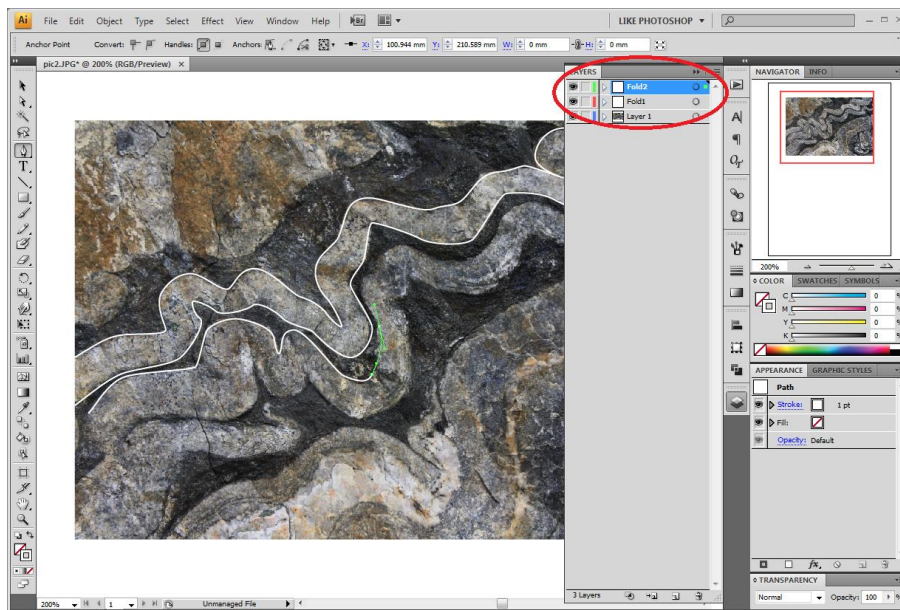 Ai File Edit Object Type Select Effect View Window Help Br LIKE PHOTOSHOP
Anchor Point Convert: Handles: Anchors: X: 100.944 mm Y: 210.589 mm W: 0 mm H: 0 mm
pic2.JPG* @ 200% (RGB/Preview) ×
LAYERS
Fold2
Fold1
Layer 1
3 Layers
NAVIGATOR INFO
200%
COLOR SWATCHES SYMBOLS
C 0 %
M 0 %
Y 0 %
K 0 %
APPEARANCE GRAPHIC STYLES
Path
Stroke: 1 pt
Fill:
Opacity: Default
fx
TRANSPARENCY
Normal Opacity: 100 %
200% 1 Unmanaged File